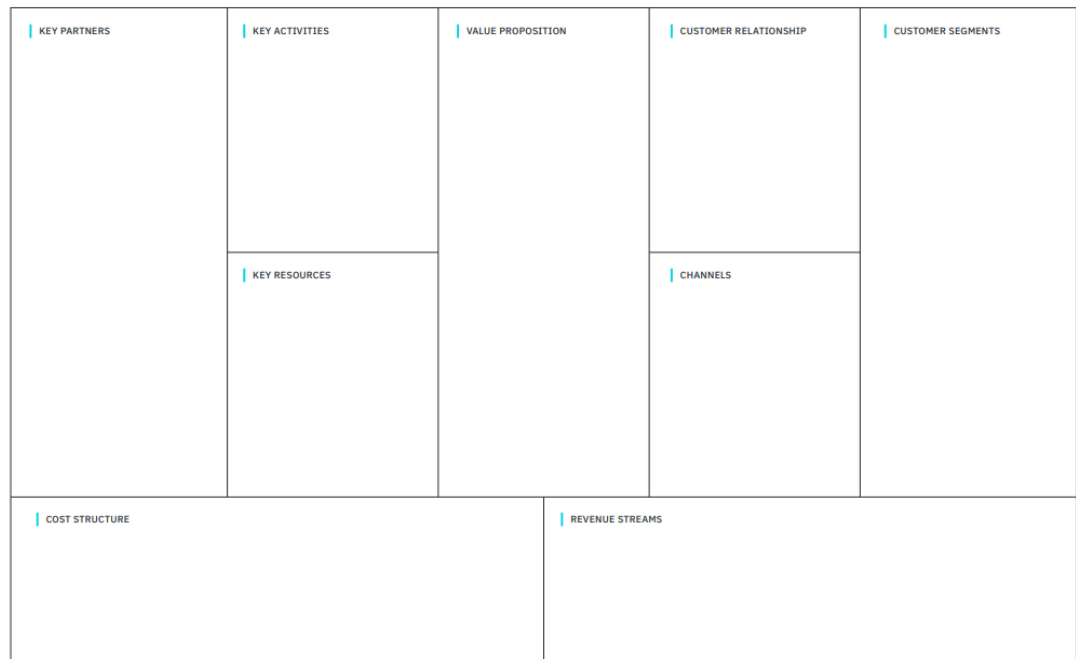 KEY PARTNERS
KEY ACTIVITIES
VALUE PROPOSITION
CUSTOMER RELATIONSHIP
CUSTOMER SEGMENTS
KEY RESOURCES
CHANNELS
COST STRUCTURE
REVENUE STREAMS